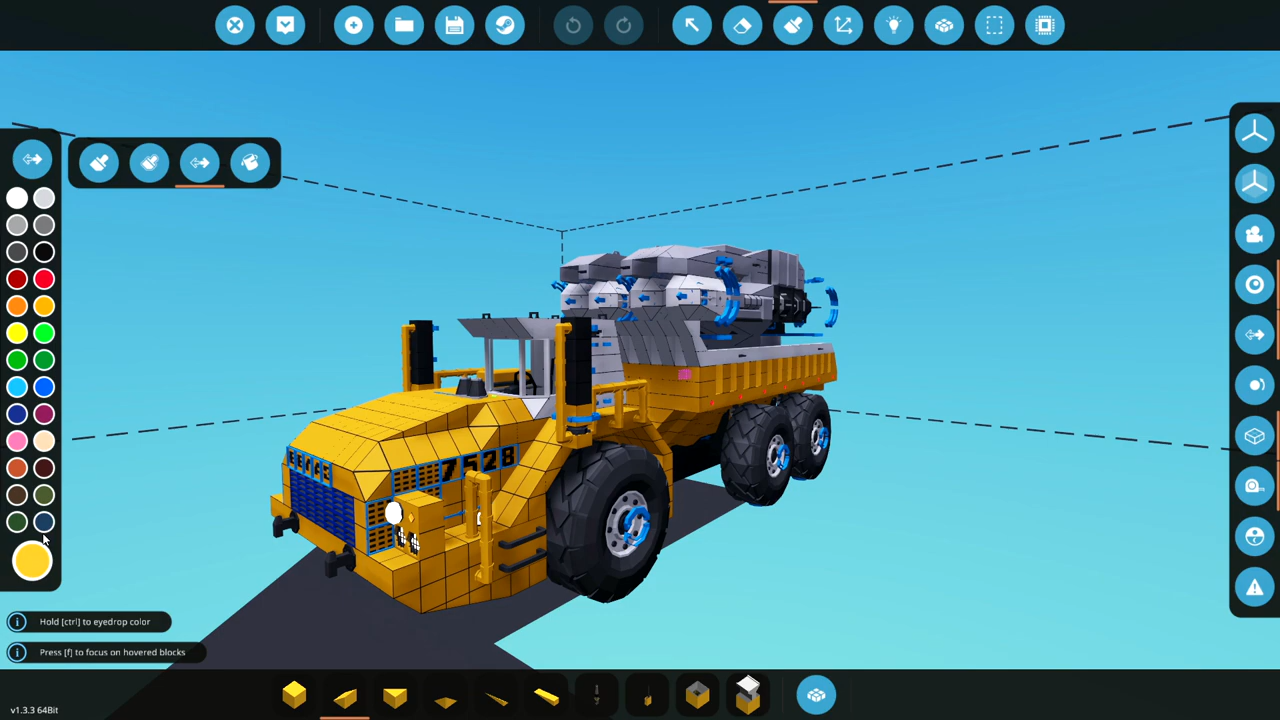 7528
Hold [ctrl] to eyedrop color
Press [f] to focus on hovered blocks
v1.3.3 64Bit